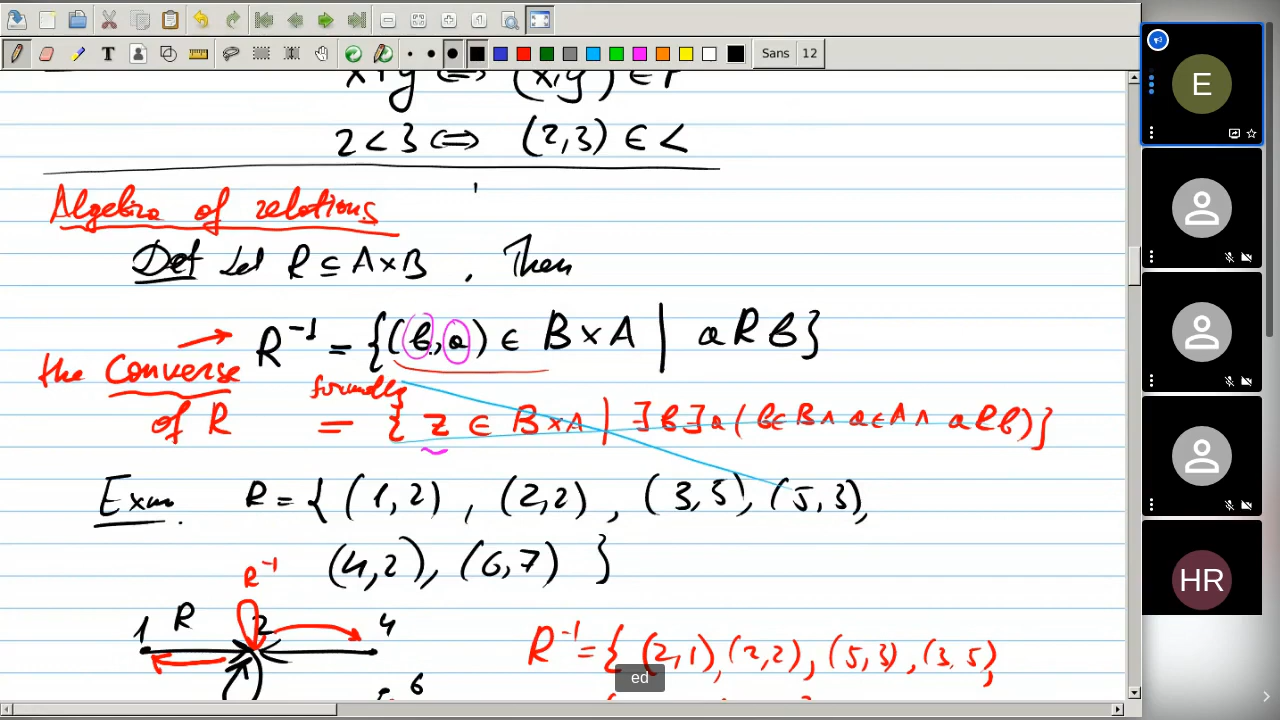 Sans 12
x r y ⟺ (x,y) ∈ r
2 < 3 ⟺ (2,3) ∈ <
Algebra of relations
Def Let R ⊆ A×B , Then
R⁻¹ = {(b,a) ∈ B×A | aRb}
the Converse
of R
formally
= { z ∈ B×A | ∃b∃a(b∈B∧a∈A∧ aRb)}
Exm. R = { (1,2) , (2,2) , (3,5), (5,3),
(4,2), (6,7) }
R⁻¹
1 R 2 4
6
R⁻¹ = { (2,1), (2,2), (5,3), (3,5),
ed
E
HR